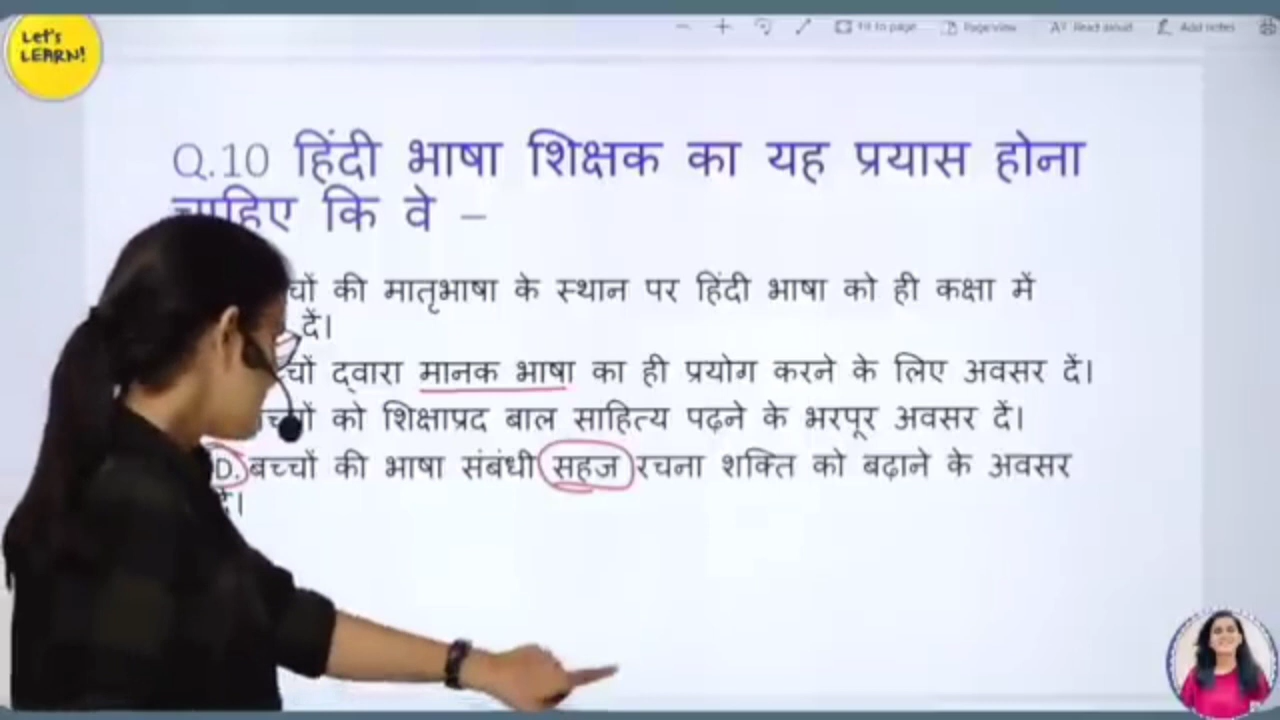 Let's
LEARN!
Fit to page
Page view
Read aloud
Add notes
Q.10 हिंदी भाषा शिक्षक का यह प्रयास होना
चाहिए कि वे –
की मातृभाषा के स्थान पर हिंदी भाषा को ही कक्षा में
दें।
द्वारा मानक भाषा का ही प्रयोग करने के लिए अवसर दें।
को शिक्षाप्रद बाल साहित्य पढ़ने के भरपूर अवसर दें।
D. बच्चों की भाषा संबंधी सहज रचना शक्ति को बढ़ाने के अवसर
दें।